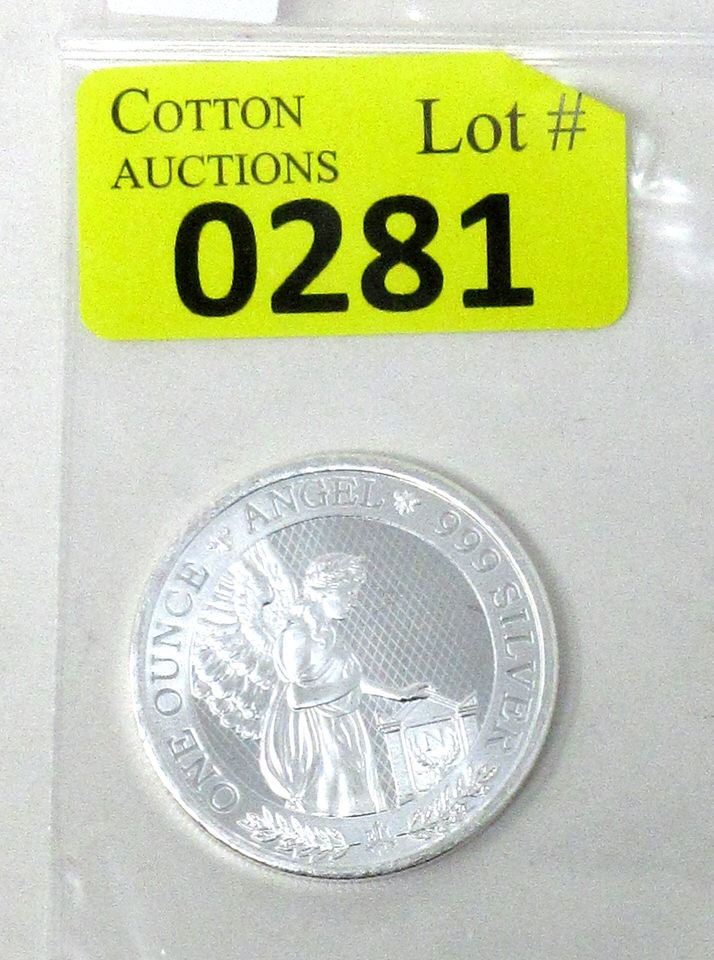 COTTON
AUCTIONS
Lot #
0281
ONE OUNCE * ANGEL * 999 SILVER
N